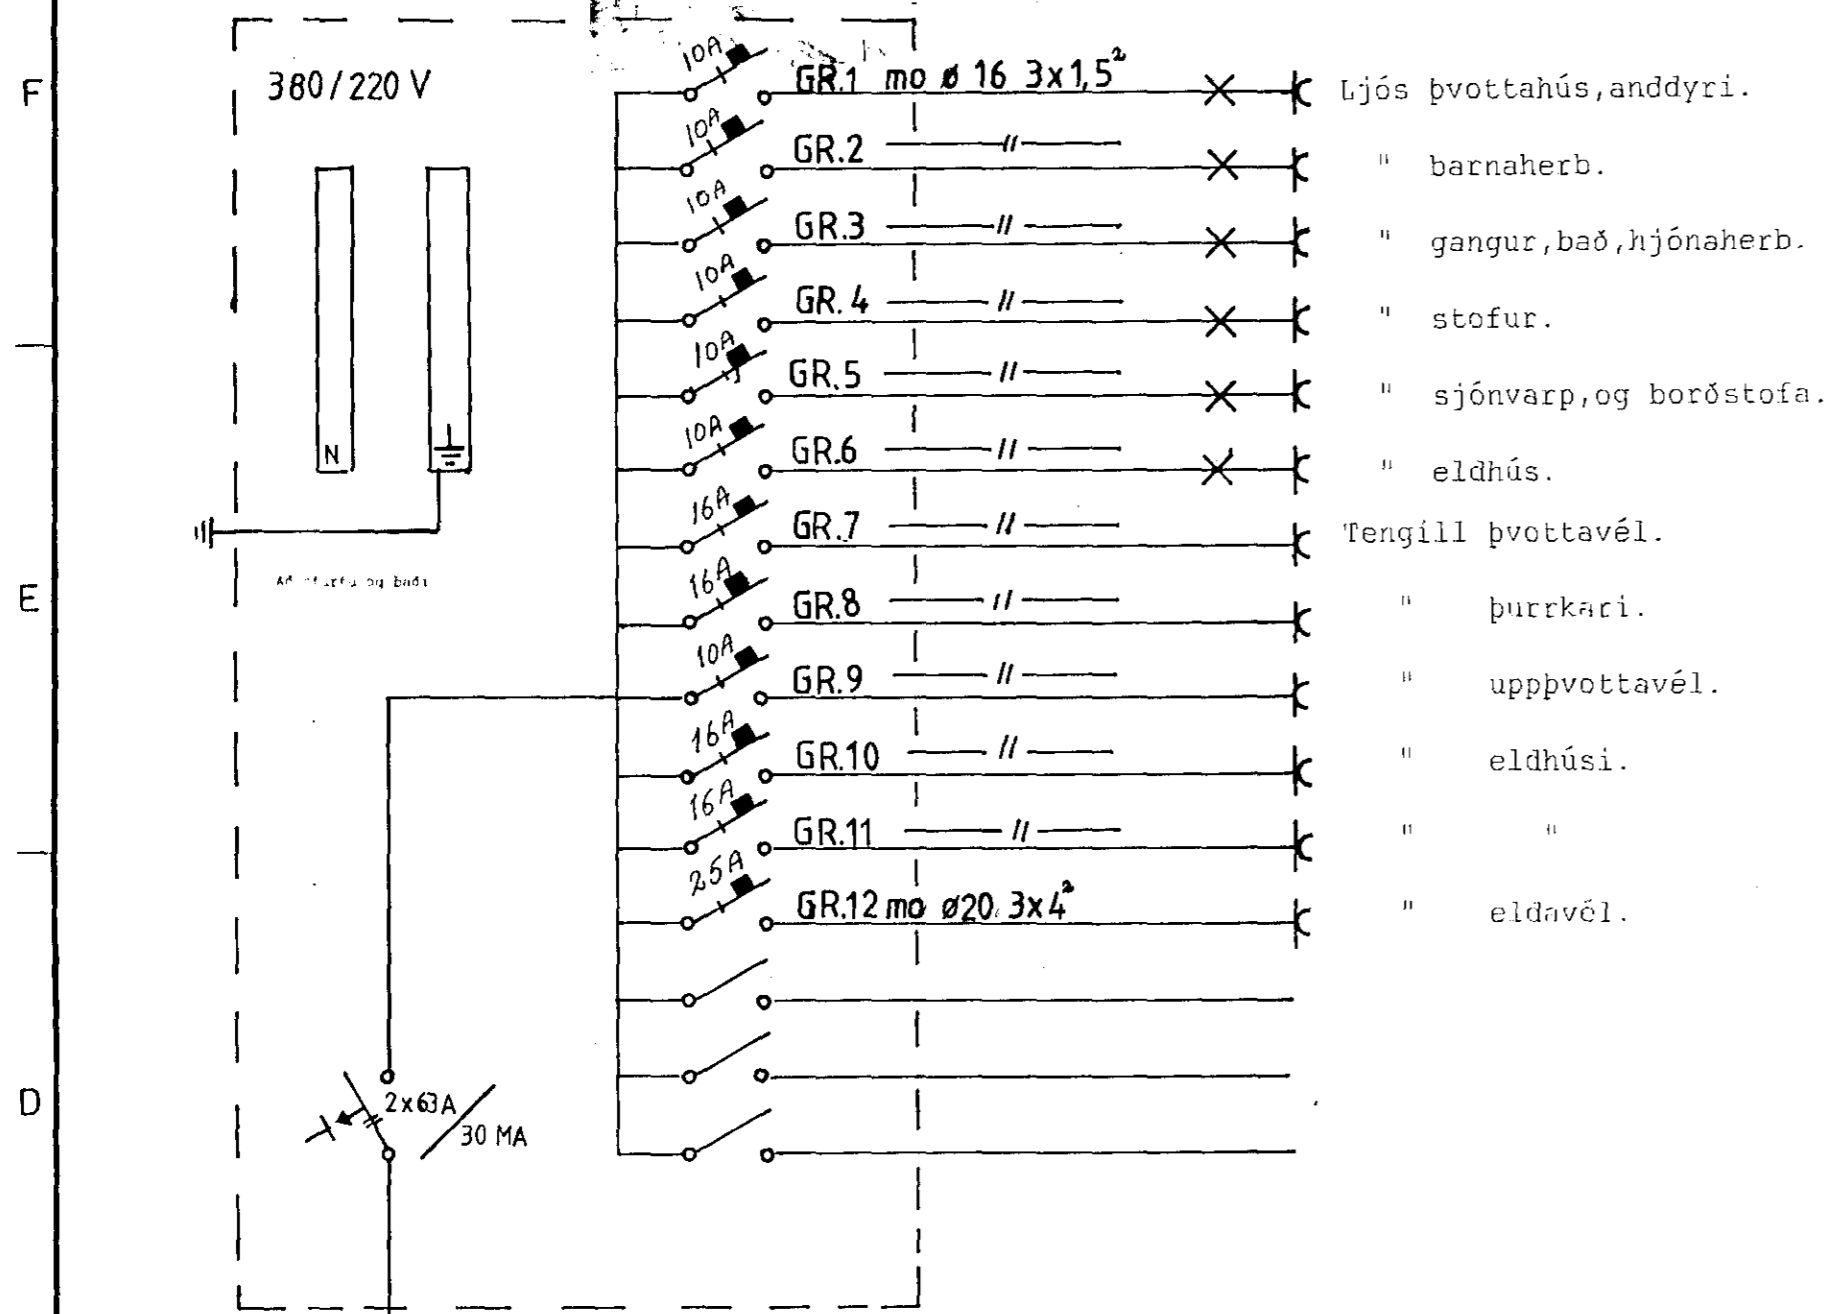 F
380/220 V
10A GR.1 mo ø 16 3x1,5² Ljós þvottahús,anddyri.
10A GR.2 —//— " barnaherb.
10A GR.3 —//— " gangur,bað,hjónaherb.
10A GR.4 —//— " stofur.
10A GR.5 —//— " sjónvarp,og borðstofa.
10A GR.6 —//— " eldhús.
N
16A GR.7 —//— Tengill þvottavél.
og baði
E
16A GR.8 —//— " þurrkari.
10A GR.9 —//— " uppþvottavél.
16A GR.10 —//— " eldhúsi.
16A GR.11 —//— " "
25A GR.12 mo ø20 3x4² " eldavél.
D
2x63A
30 MA